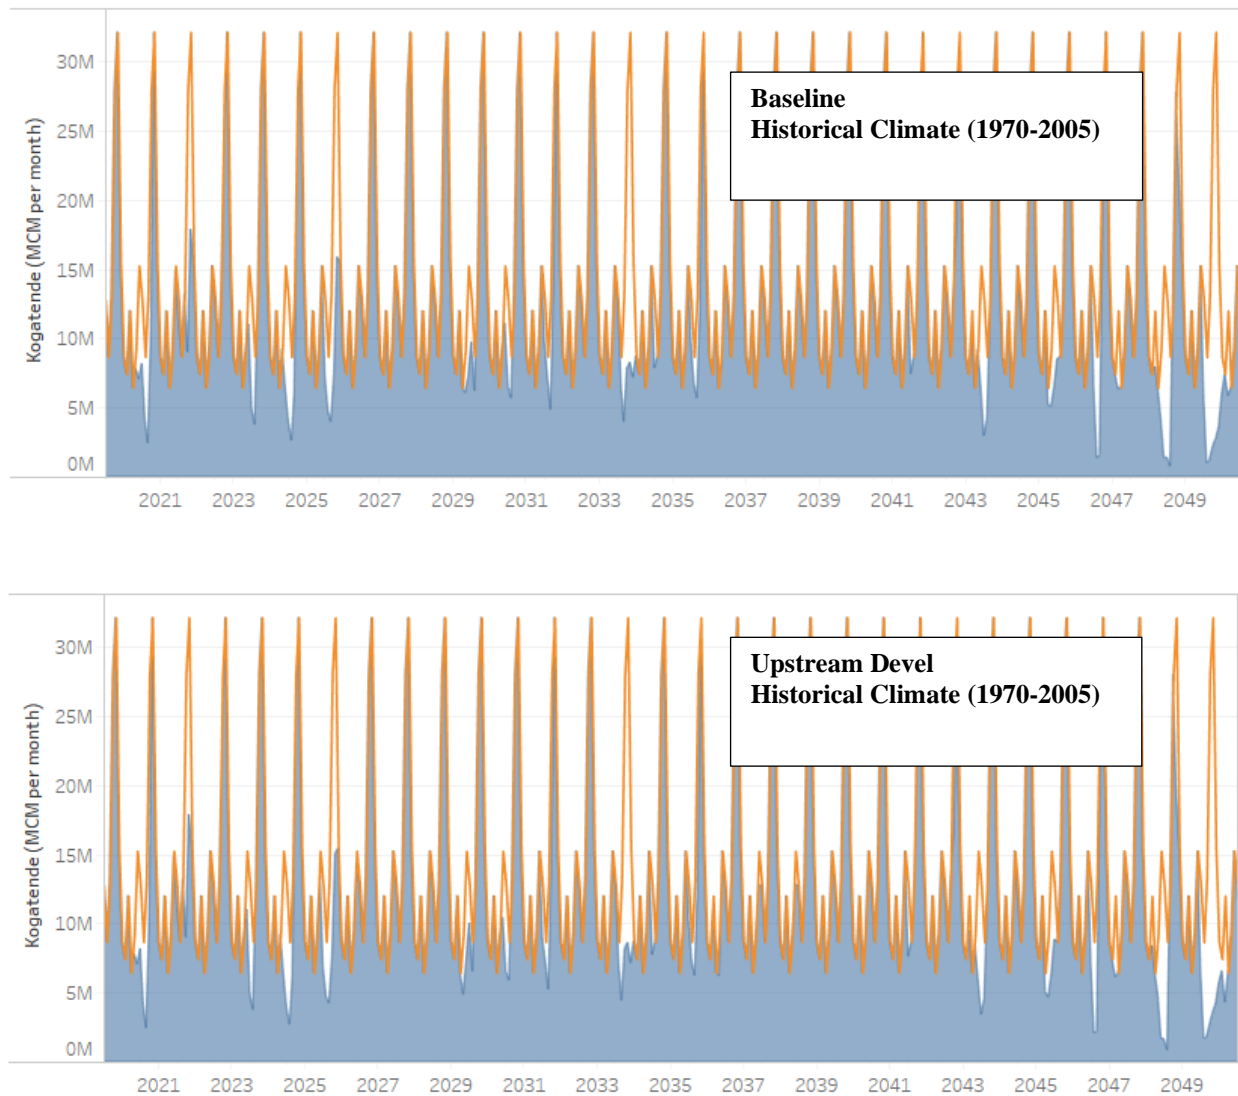 30M
25M
20M
15M
10M
5M
0M
Kogatende (MCM per month)
Baseline
Historical Climate (1970-2005)
2021 2023 2025 2027 2029 2031 2033 2035 2037 2039 2041 2043 2045 2047 2049
30M
25M
20M
15M
10M
5M
0M
Kogatende (MCM per month)
Upstream Devel
Historical Climate (1970-2005)
2021 2023 2025 2027 2029 2031 2033 2035 2037 2039 2041 2043 2045 2047 2049